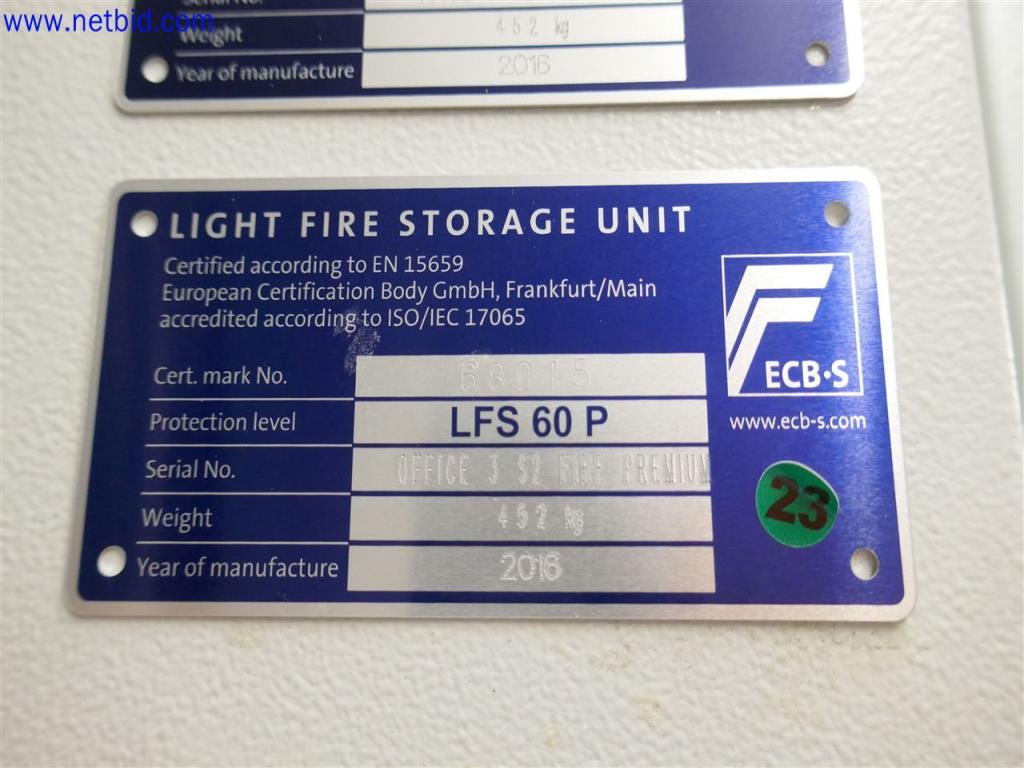 www.netbid.com
Serial No.
Weight 452 kg
Year of manufacture 2016
LIGHT FIRE STORAGE UNIT
Certified according to EN 15659
European Certification Body GmbH, Frankfurt/Main
accredited according to ISO/IEC 17065
Cert. mark No. 68015
Protection level LFS 60 P
Serial No. OFFICE 3 S2 FIRE PREMIUM
Weight 452 kg
Year of manufacture 2016
ECB·S
www.ecb-s.com
23